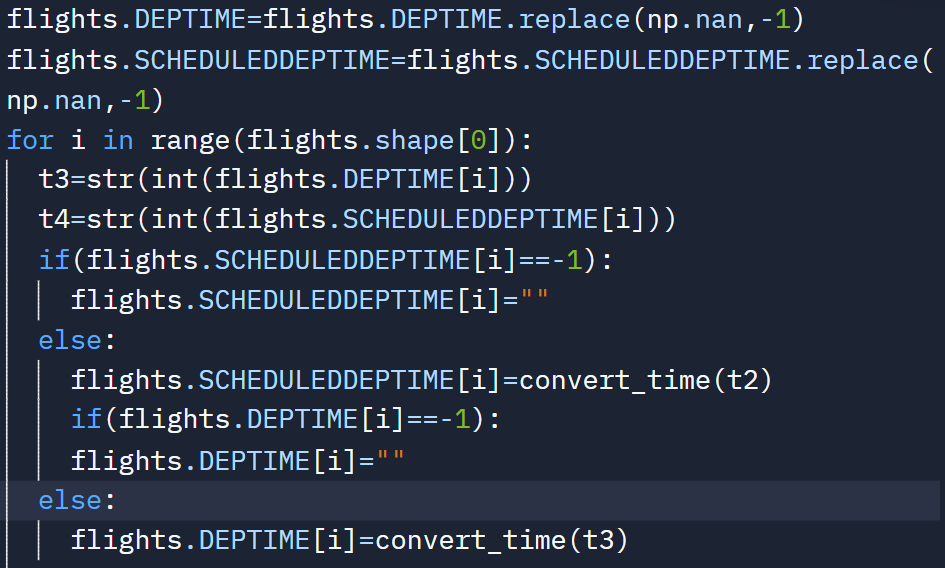 flights.DEPTIME=flights.DEPTIME.replace(np.nan,-1)
flights.SCHEDULEDDEPTIME=flights.SCHEDULEDDEPTIME.replace(
np.nan,-1)
for i in range(flights.shape[0]):
  t3=str(int(flights.DEPTIME[i]))
  t4=str(int(flights.SCHEDULEDDEPTIME[i]))
  if(flights.SCHEDULEDDEPTIME[i]==-1):
    flights.SCHEDULEDDEPTIME[i]=""
  else:
    flights.SCHEDULEDDEPTIME[i]=convert_time(t2)
    if(flights.DEPTIME[i]==-1):
    flights.DEPTIME[i]=""
  else:
    flights.DEPTIME[i]=convert_time(t3)